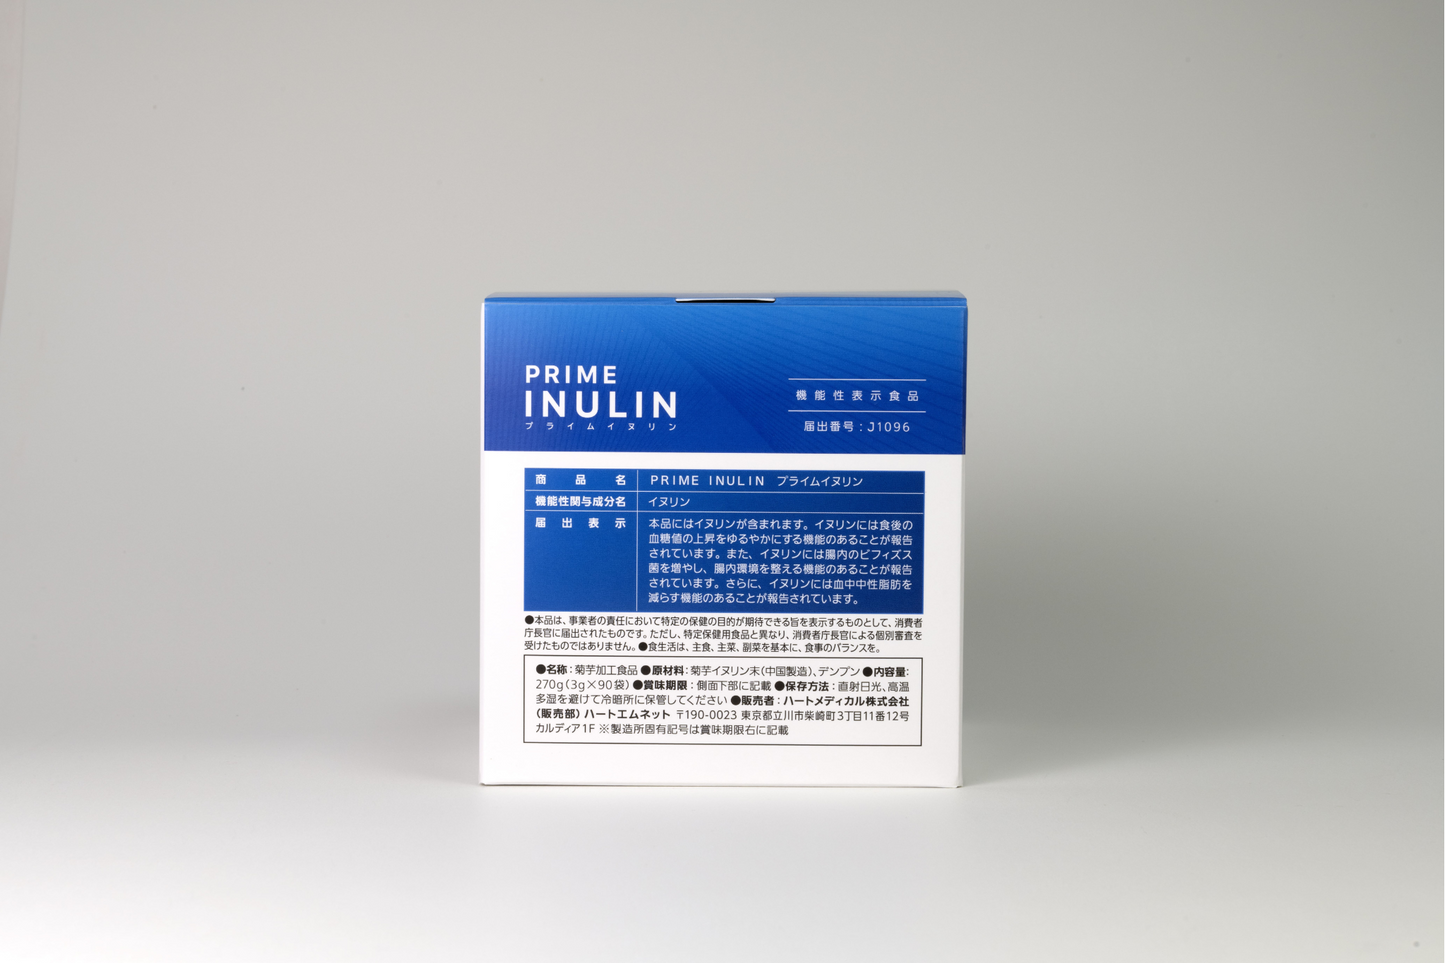 PRIME
INULIN
プライムイヌリン
機能性表示食品
届出番号：J1096
商品名 PRIME INULIN プライムイヌリン
機能性関与成分名 イヌリン
届出表示 本品にはイヌリンが含まれます。イヌリンには食後の
血糖値の上昇をゆるやかにする機能のあることが報告
されています。また、イヌリンには腸内のビフィズス
菌を増やし、腸内環境を整える機能のあることが報告
されています。さらに、イヌリンには血中中性脂肪を
減らす機能のあることが報告されています。
●本品は、事業者の責任において特定の保健の目的が期待できる旨を表示するものとして、消費者
庁長官に届出されたものです。ただし、特定保健用食品と異なり、消費者庁長官による個別審査を
受けたものではありません。●食生活は、主食、主菜、副菜を基本に、食事のバランスを。
●名称：菊芋加工食品 ●原材料：菊芋イヌリン末（中国製造）、デンプン ●内容量：
270g（3g×90袋）●賞味期限：側面下部に記載 ●保存方法：直射日光、高温
多湿を避けて冷暗所に保管してください ●販売者：ハートメディカル株式会社
（販売部）ハートエムネット 〒190-0023 東京都立川市柴崎町3丁目11番12号
カルディア1F ※製造所固有記号は賞味期限右に記載